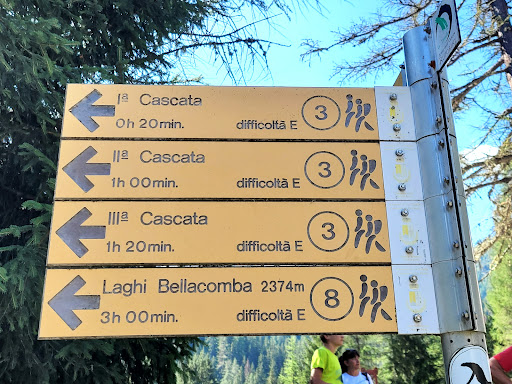 Iª Cascata
0h 20min. difficoltà E 3
IIª Cascata
1h 00min. difficoltà E 3
IIIª Cascata
1h 20min. difficoltà E 3
Laghi Bellacomba 2374m
3h 00min. difficoltà E 8